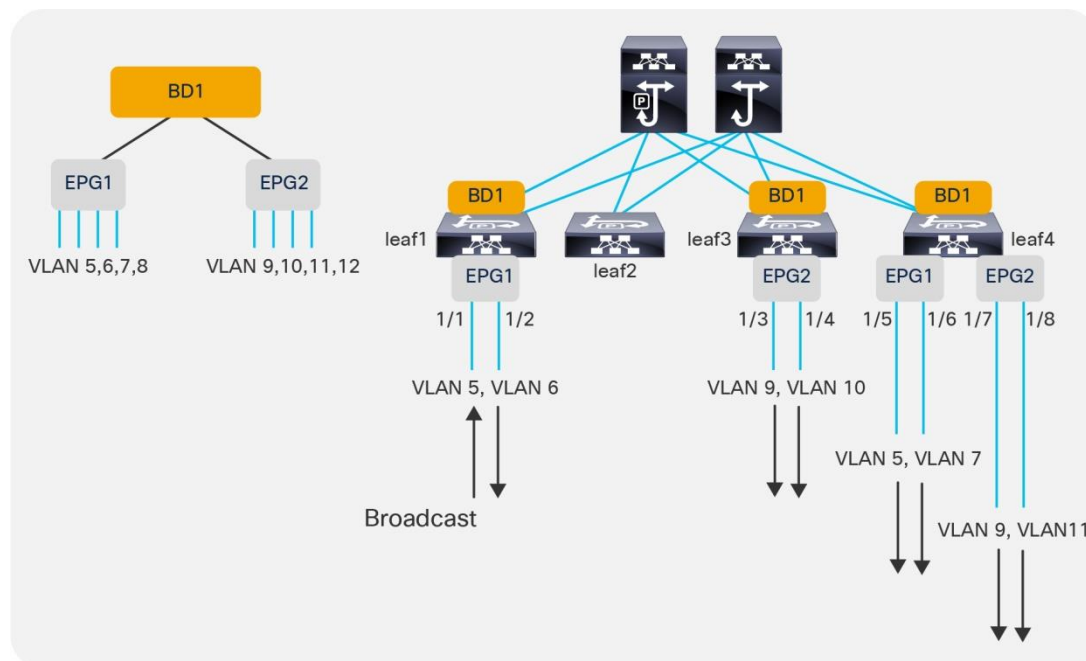 BD1
EPG1
EPG2
VLAN 5,6,7,8
VLAN 9,10,11,12
P
BD1
BD1
BD1
leaf1
leaf2
leaf3
leaf4
P
P
P
P
EPG1
EPG2
EPG1
EPG2
1/1
1/2
1/3
1/4
1/5
1/6
1/7
1/8
VLAN 5, VLAN 6
VLAN 9, VLAN 10
VLAN 5, VLAN 7
Broadcast
VLAN 9, VLAN11